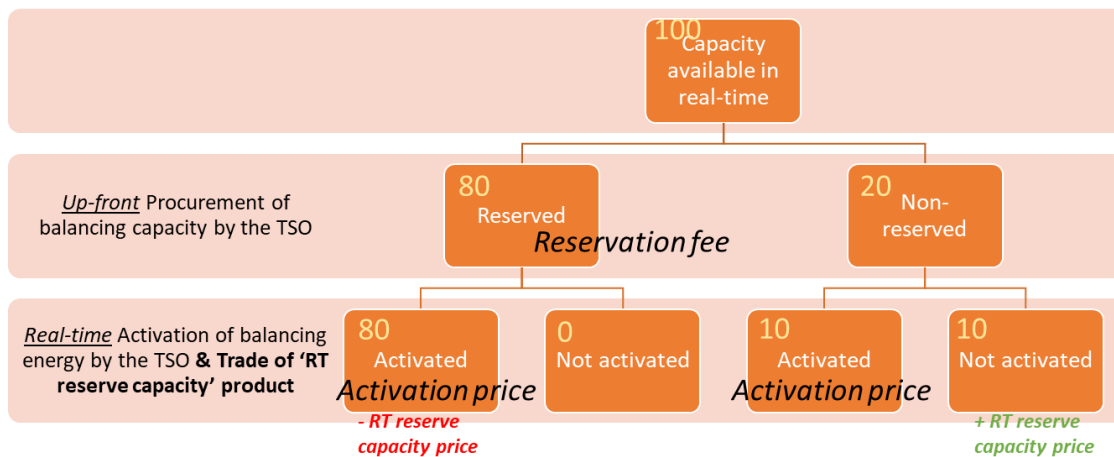 100
Capacity
available in
real-time
Up-front Procurement of
balancing capacity by the TSO
80
Reserved
Reservation fee
20
Non-
reserved
Real-time Activation of balancing
energy by the TSO & Trade of ‘RT
reserve capacity’ product
80
Activated
Activation price
- RT reserve
capacity price
0
Not activated
10
Activated
Activation price
10
Not activated
+ RT reserve
capacity price